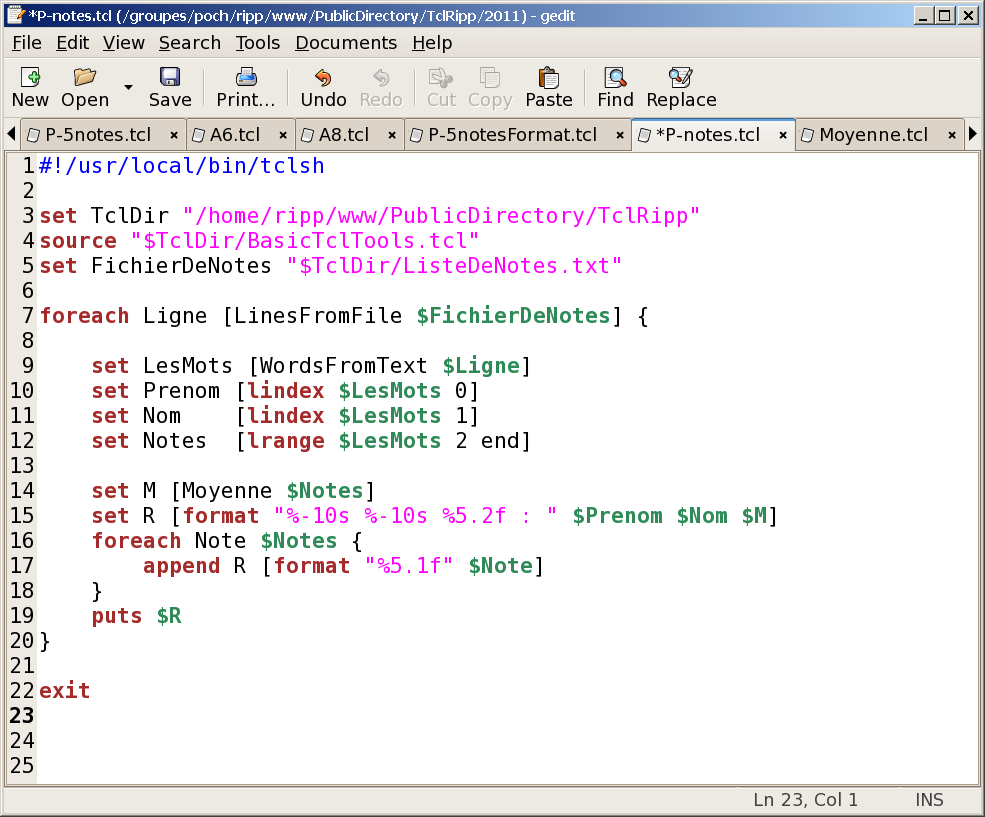 *P-notes.tcl (/groupes/poch/ripp/www/PublicDirectory/TclRipp/2011) - gedit
File Edit View Search Tools Documents Help
New Open Save Print... Undo Redo Cut Copy Paste Find Replace
P-5notes.tcl × A6.tcl × A8.tcl × P-5notesFormat.tcl × *P-notes.tcl × Moyenne.tcl ×
1 #!/usr/local/bin/tclsh
2
3 set TclDir "/home/ripp/www/PublicDirectory/TclRipp"
4 source "$TclDir/BasicTclTools.tcl"
5 set FichierDeNotes "$TclDir/ListeDeNotes.txt"
6
7 foreach Ligne [LinesFromFile $FichierDeNotes] {
8
9     set LesMots [WordsFromText $Ligne]
10     set Prenom [lindex $LesMots 0]
11     set Nom    [lindex $LesMots 1]
12     set Notes  [lrange $LesMots 2 end]
13
14     set M [Moyenne $Notes]
15     set R [format "%-10s %-10s %5.2f : " $Prenom $Nom $M]
16     foreach Note $Notes {
17         append R [format "%5.1f" $Note]
18     }
19     puts $R
20 }
21
22 exit
23
24
25
Ln 23, Col 1 INS